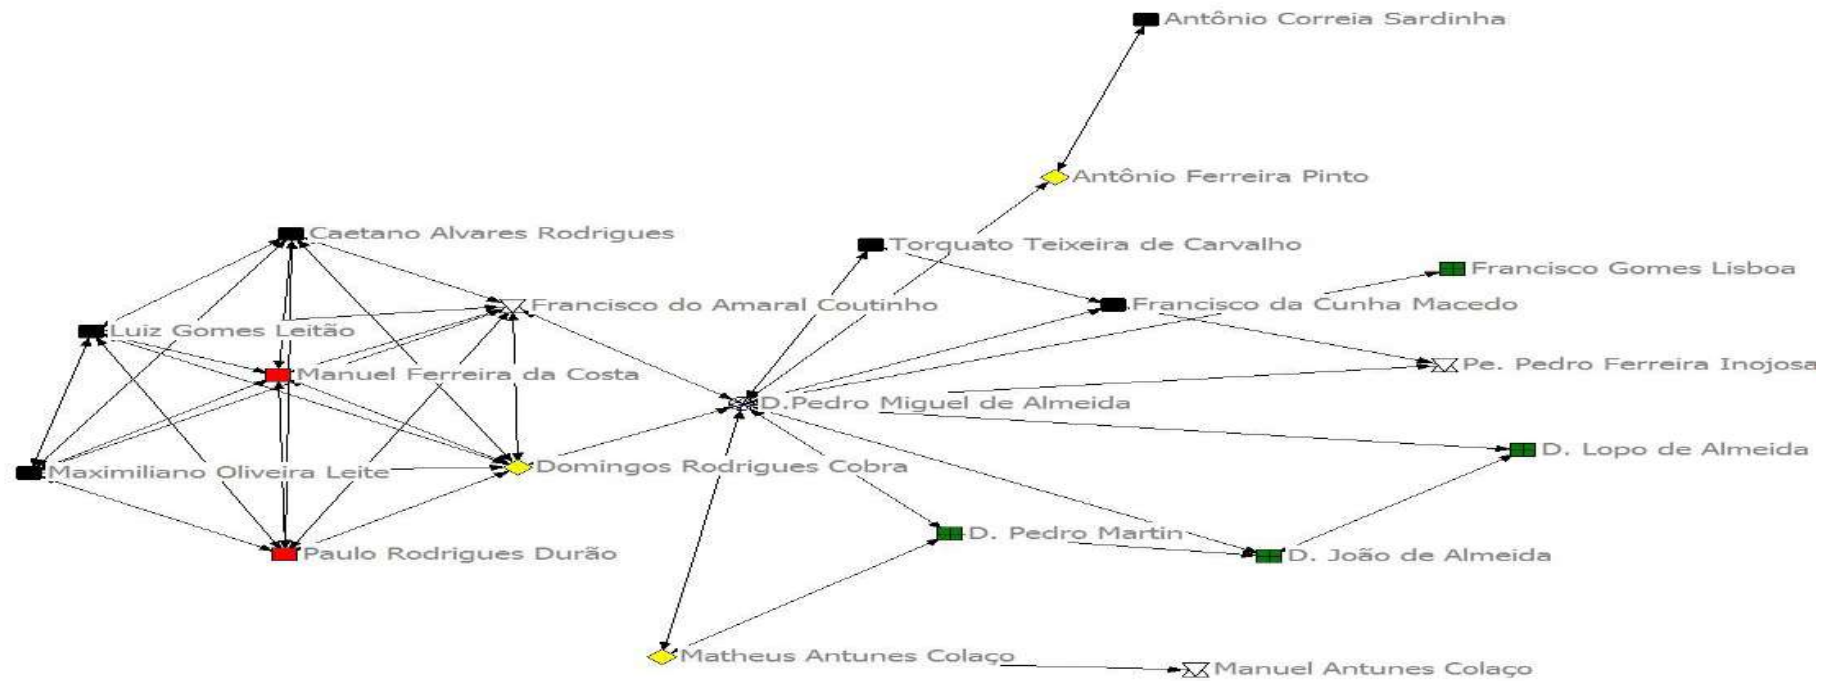 Antônio Correia Sardinha
Antônio Ferreira Pinto
Caetano Alvares Rodrigues
Torquato Teixeira de Carvalho
Francisco Gomes Lisboa
Francisco do Amaral Coutinho
Francisco da Cunha Macedo
Luiz Gomes Leitão
Pe. Pedro Ferreira Inojosa
Manuel Ferreira da Costa
D.Pedro Miguel de Almeida
D. Lopo de Almeida
Maximiliano Oliveira Leite
Domingos Rodrigues Cobra
D. Pedro Martin
Paulo Rodrigues Durão
D. João de Almeida
Matheus Antunes Colaço
Manuel Antunes Colaço